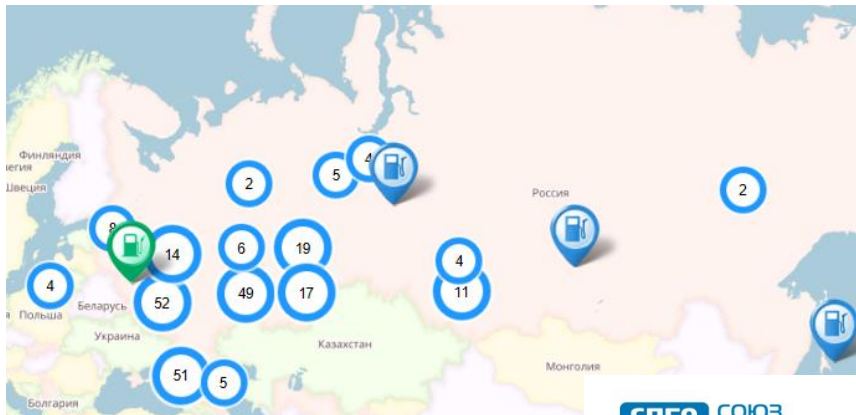 Финляндия
Швеция
Россия
4
5
2
2
8
14
6
19
4
4
Беларусь
Польша
52
49
17
11
Украина
Казахстан
Монголия
51
5
Болгария
СОЮЗ